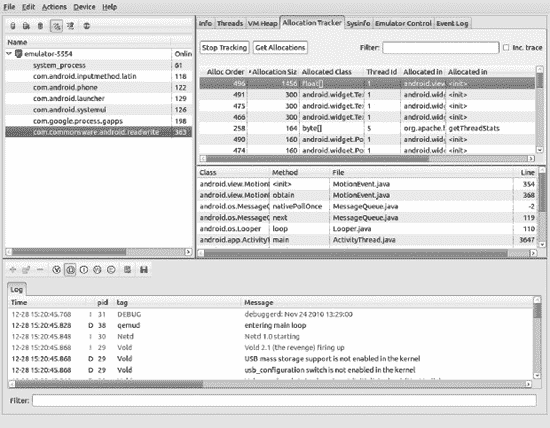 File Edit Actions Device Help
Name
emulator-5554 Onlin
system_process 61
com.android.inputmethod.latin 118
com.android.phone 122
com.android.launcher 129
com.android.systemui
com.google.process.gapps 198
com.commonsware.android.readwrite 363
Info Threads VM Heap Allocation Tracker Sysinfo Emulator Control Event Log
Stop Tracking Get Allocations Filter: Inc. trace
Alloc Order Allocation Siz Allocated Class Thread Id Allocated in Allocated in
496 1456 float[] 1 android.view <init>
491 300 android.widget.Te 1 android.wid <init>
475 300 android.widget.Te 1 android.wid <init>
466 300 android.widget.Te 1 android.wid <init>
258 164 byte[] 5 org.apache.h getThreadStats
490 160 android.widget.Po 1 android.wid <init>
474 160 android.widget.Po 1 android.wid <init>
Class Method File Line
android.view.Motion <init> MotionEvent.java 354
android.view.Motion obtain MotionEvent.java 368
android.os.MessageQ nativePollOnce MessageQueue.java -2
android.os.MessageQ next MessageQueue.java 119
android.os.Looper loop Looper.java 110
android.app.Activity main ActivityThread.java 3647
Log
Time pid tag Message
12-28 15:20:45.768 I 31 DEBUG debuggerd: Nov 24 2010 13:29:00
12-28 15:20:45.828 D 38 qemud entering main loop
12-28 15:20:45.848 I 30 Netd Netd 1.0 starting
12-28 15:20:45.868 I 29 Vold Vold 2.1 (the revenge) firing up
12-28 15:20:45.868 D 29 Vold USB mass storage support is not enabled in the kernel
12-28 15:20:45.868 D 29 Vold usb_configuration switch is not enabled in the kernel
Filter: